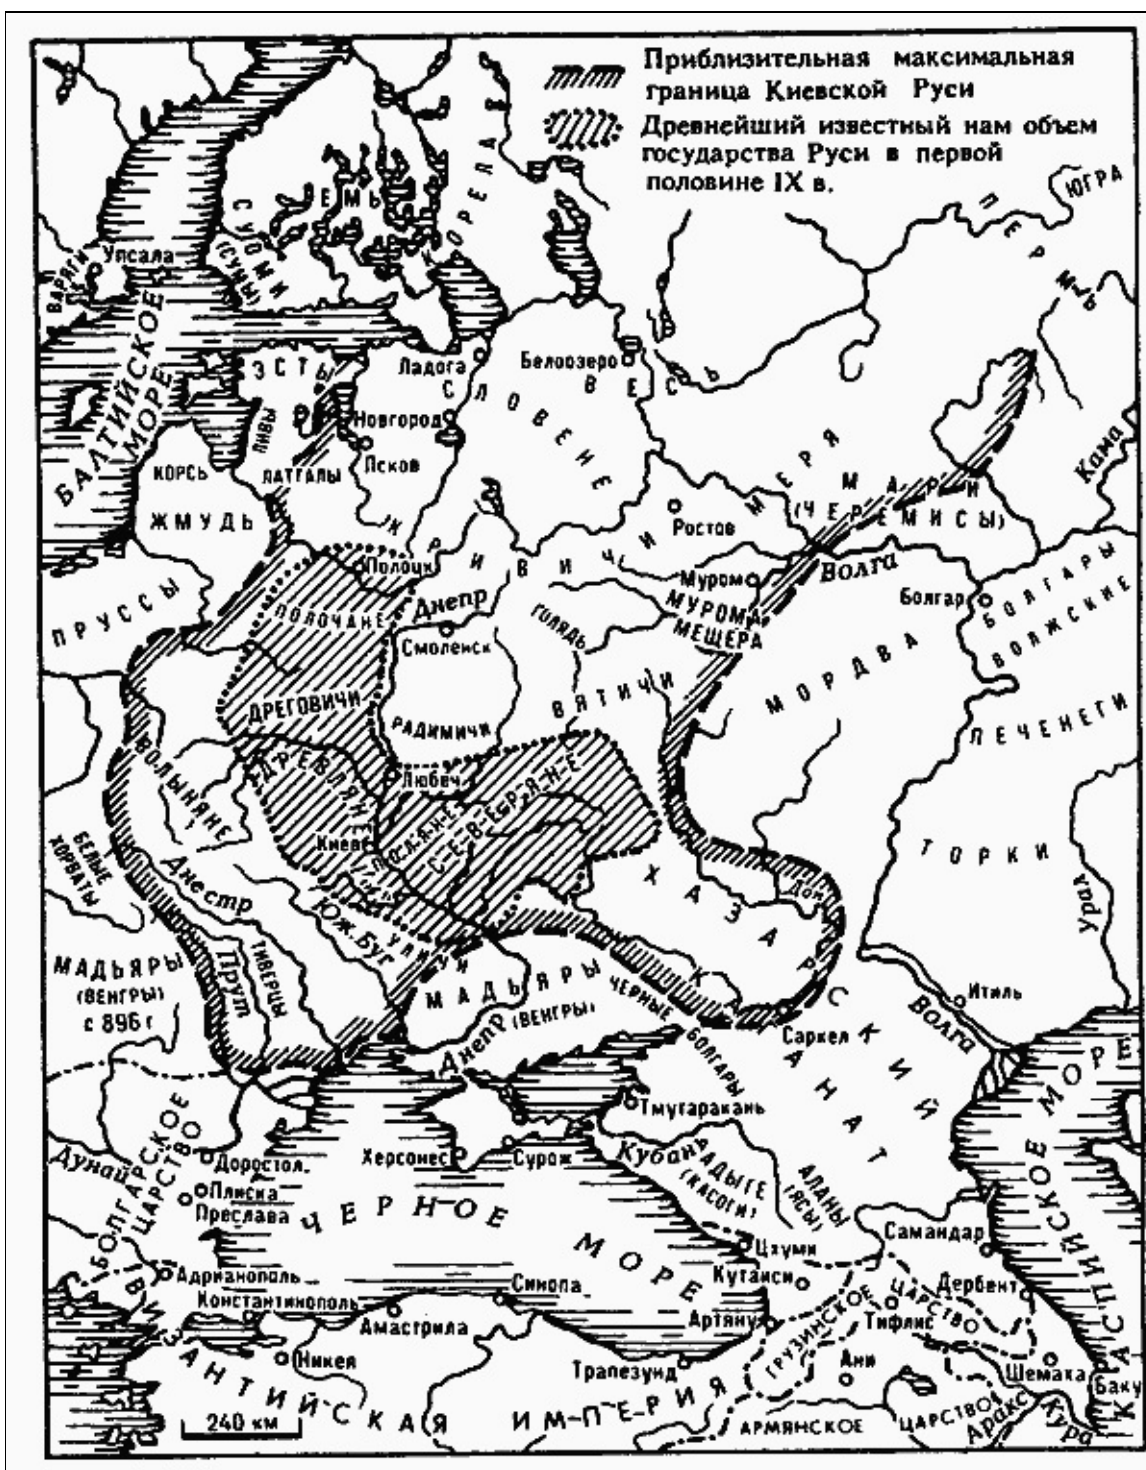 Приблизительная максимальная
граница Киевской Руси
Древнейший известный нам объем
государства Руси в первой
половине IX в.
ЮГРА
ПЕРМЬ
КОРЕЛА
ЕМЬ
СУОМИ
(СУМЬ)
ВАРЯГИ
Упсала
БАЛТИЙСКОЕ
МОРЕ
ЭСТЫ
Ладога
Белоозеро
ВЕСЬ
СЛОВЕНЕ
Новгород
ЛИВЫ
Псков
КОРСЬ
ЛАТГАЛЫ
ЖМУДЬ
МЕРЯ
МАРИ
(ЧЕРЕМИСЫ)
Кама
Ростов
КРИВИЧИ
Полоцк
Волга
Муром
Болгар
БОЛГАРЫ
ВОЛЖСКИЕ
ПРУССЫ
ПОЛОЧАНЕ
Днепр
ГОЛЯДЬ
МУРОМА
МЕЩЕРА
Смоленск
МОРДВА
ВЯТИЧИ
ДРЕГОВИЧИ
РАДИМИЧИ
ПЕЧЕНЕГИ
ВОЛЫНЯНЕ
ДРЕВЛЯНЕ
Любеч
С-Е-В-Е-Р-Я-Н-Е
П-О-Л-Я-Н-Е
Киев
БЕЛЫЕ
ХОРВАТЫ
ТОРКИ
Урал
Днестр
Юж. Буг
УЛИЧИ
Дон
ХАЗАРСКИЙ
КАГАНАТ
МАДЬЯРЫ
(ВЕНГРЫ)
с 896 г
Прут
ТИВЕРЦЫ
МАДЬЯРЫ
(ВЕНГРЫ)
Днепр
ЧЕРНЫЕ
БОЛГАРЫ
Саркел
Итиль
Волга
Тмутаракань
Дунай
БОЛГАРСКОЕ
ЦАРСТВО
Доростол
Плиска
Преслава
Херсонес
Сурож
Кубань
АДЫГЕ
(КАСОГИ)
АЛАНЫ
(ЯСЫ)
КАСПИЙСКОЕ МОРЕ
ЧЕРНОЕ
МОРЕ
Самандар
Цхуми
Адрианополь
Синопа
Кутаиси
Дербент
Константинополь
Амастрида
Артяну
ГРУЗИНСКОЕ
ЦАРСТВО
Тифлис
Никея
Трапезунд
Ани
Шемаха
Баку
ВИЗАНТИЙСКАЯ
ИМПЕРИЯ
АРМЯНСКОЕ
ЦАРСТВО
Аракс
Кура
240 км